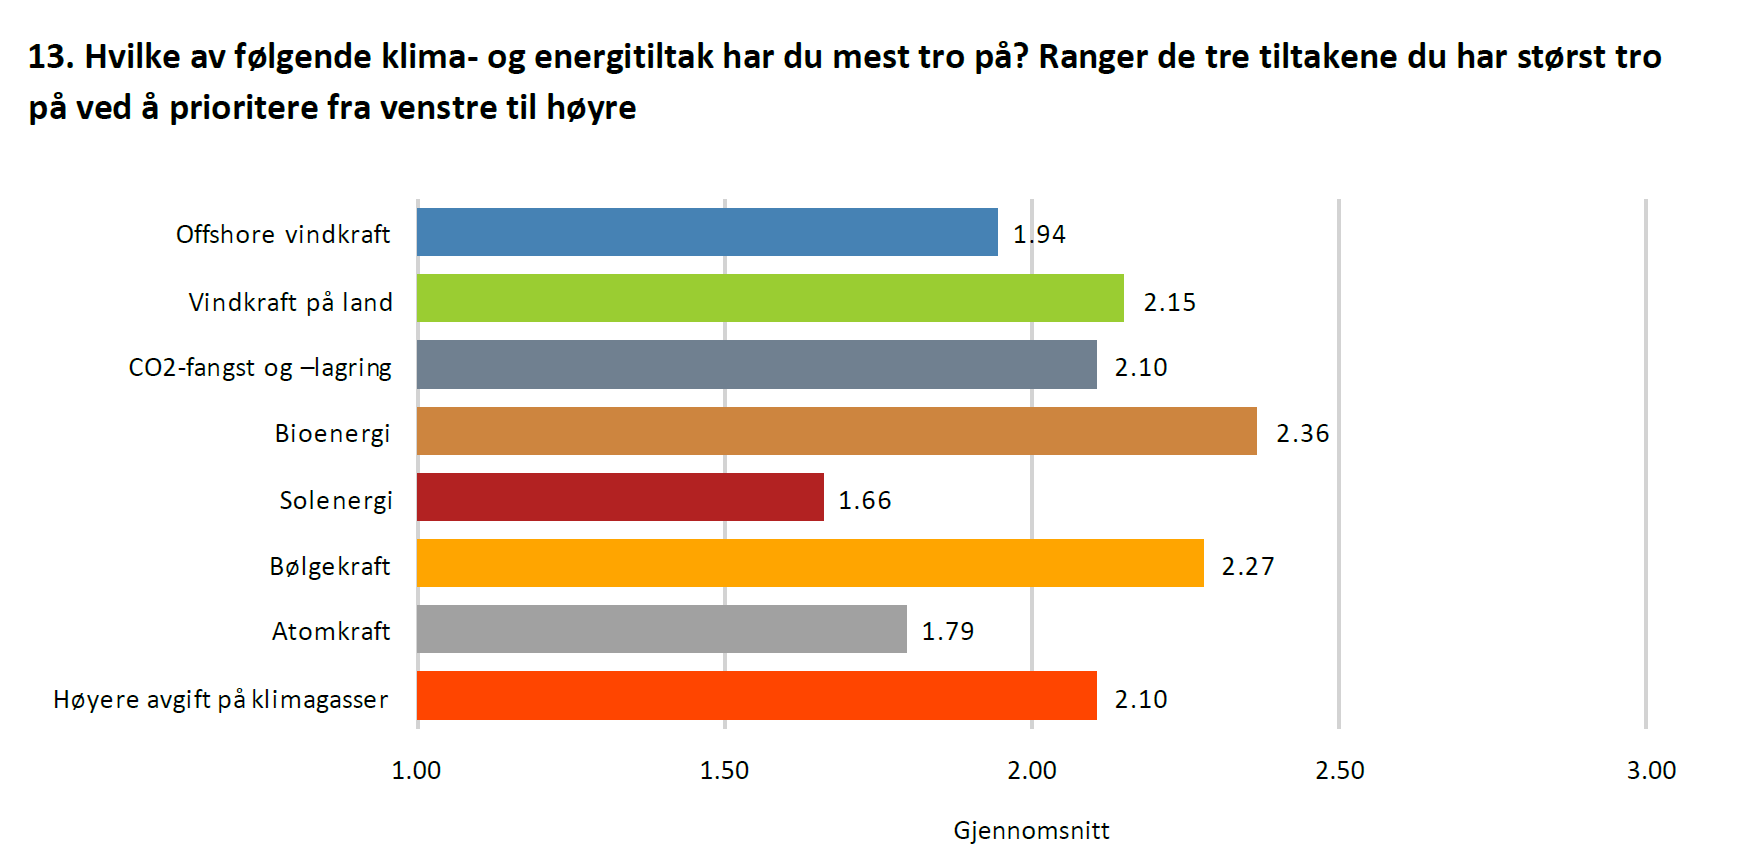 13. Hvilke av følgende klima- og energitiltak har du mest tro på? Ranger de tre tiltakene du har størst tro
på ved å prioritere fra venstre til høyre
Offshore vindkraft 1.94
Vindkraft på land 2.15
CO2-fangst og –lagring 2.10
Bioenergi 2.36
Solenergi 1.66
Bølgekraft 2.27
Atomkraft 1.79
Høyere avgift på klimagasser 2.10
1.00 1.50 2.00 2.50 3.00
Gjennomsnitt